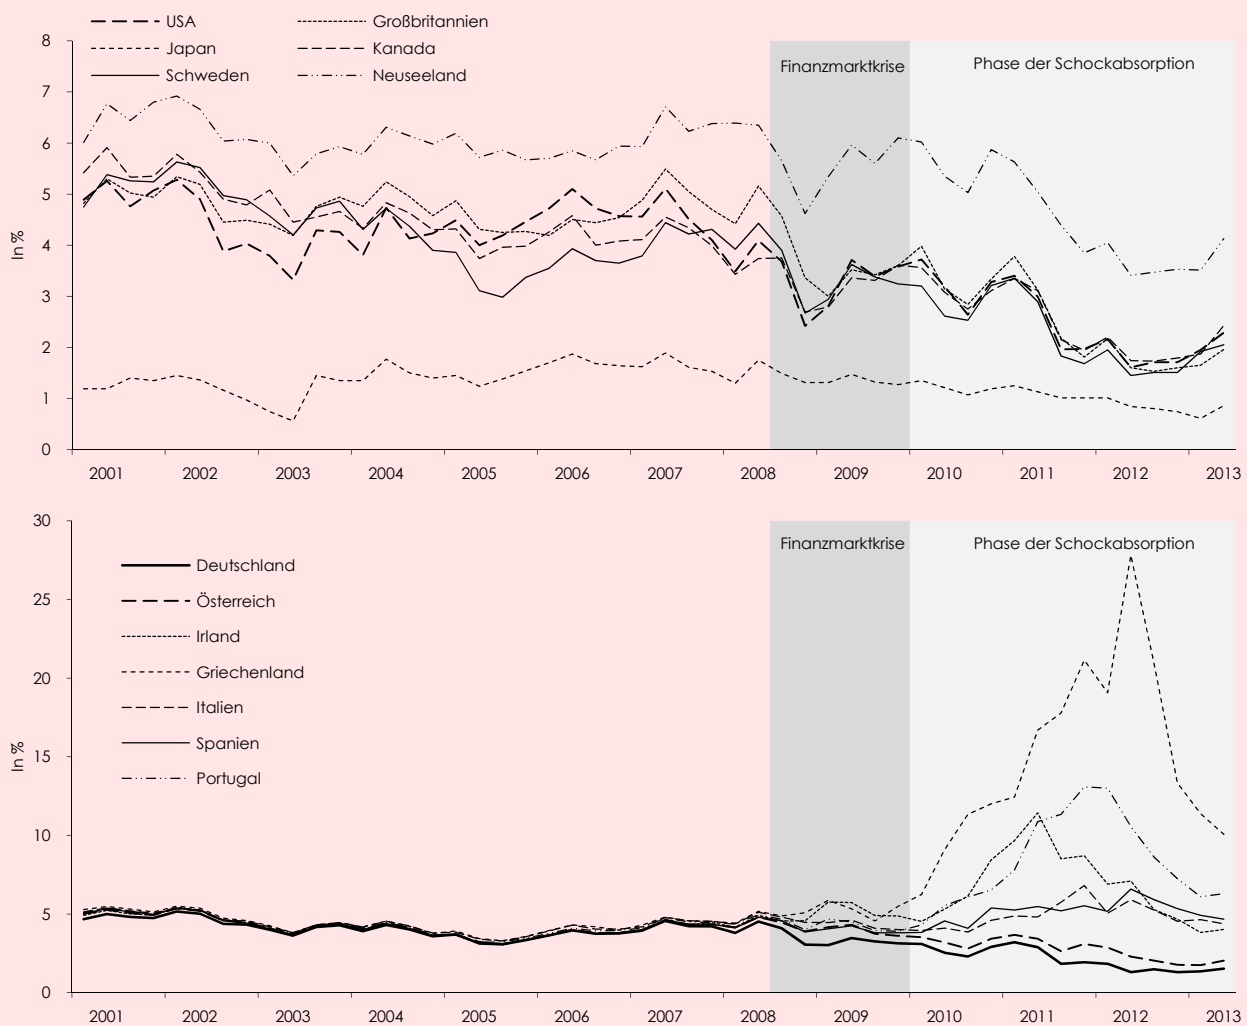 USA Großbritannien
Japan Kanada
Schweden Neuseeland
8
7
6
5
4
3
2
1
0
In %
Finanzmarktkrise Phase der Schockabsorption
2001 2002 2003 2004 2005 2006 2007 2008 2009 2010 2011 2012 2013
30
25
20
15
10
5
0
In %
Finanzmarktkrise Phase der Schockabsorption
Deutschland
Österreich
Irland
Griechenland
Italien
Spanien
Portugal
2001 2002 2003 2004 2005 2006 2007 2008 2009 2010 2011 2012 2013